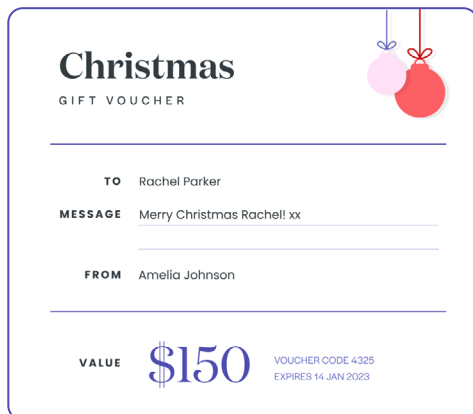 Christmas
GIFT VOUCHER
TO Rachel Parker
MESSAGE Merry Christmas Rachel! xx
FROM Amelia Johnson
VALUE $150
VOUCHER CODE 4325
EXPIRES 14 JAN 2023